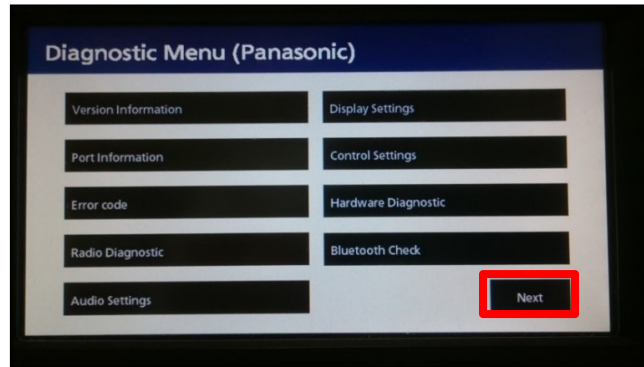 Diagnostic Menu (Panasonic)
Version Information
Display Settings
Port Information
Control Settings
Error code
Hardware Diagnostic
Radio Diagnostic
Bluetooth Check
Audio Settings
Next